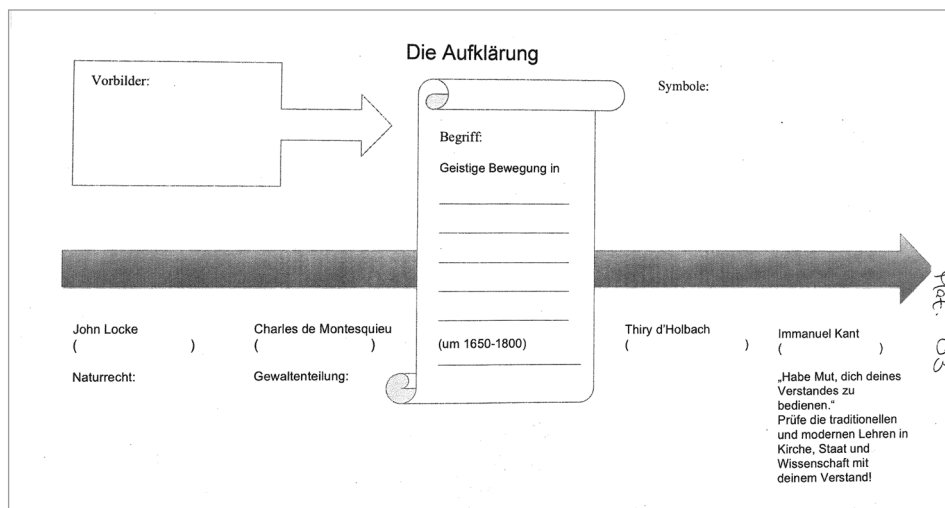 Die Aufklärung
Vorbilder:
Symbole:
Begriff:
Geistige Bewegung in
(um 1650-1800)
John Locke
( )
Naturrecht:
Charles de Montesquieu
( )
Gewaltenteilung:
Thiry d'Holbach
( )
Immanuel Kant
( )
„Habe Mut, dich deines
Verstandes zu
bedienen.“
Prüfe die traditionellen
und modernen Lehren in
Kirche, Staat und
Wissenschaft mit
deinem Verstand!